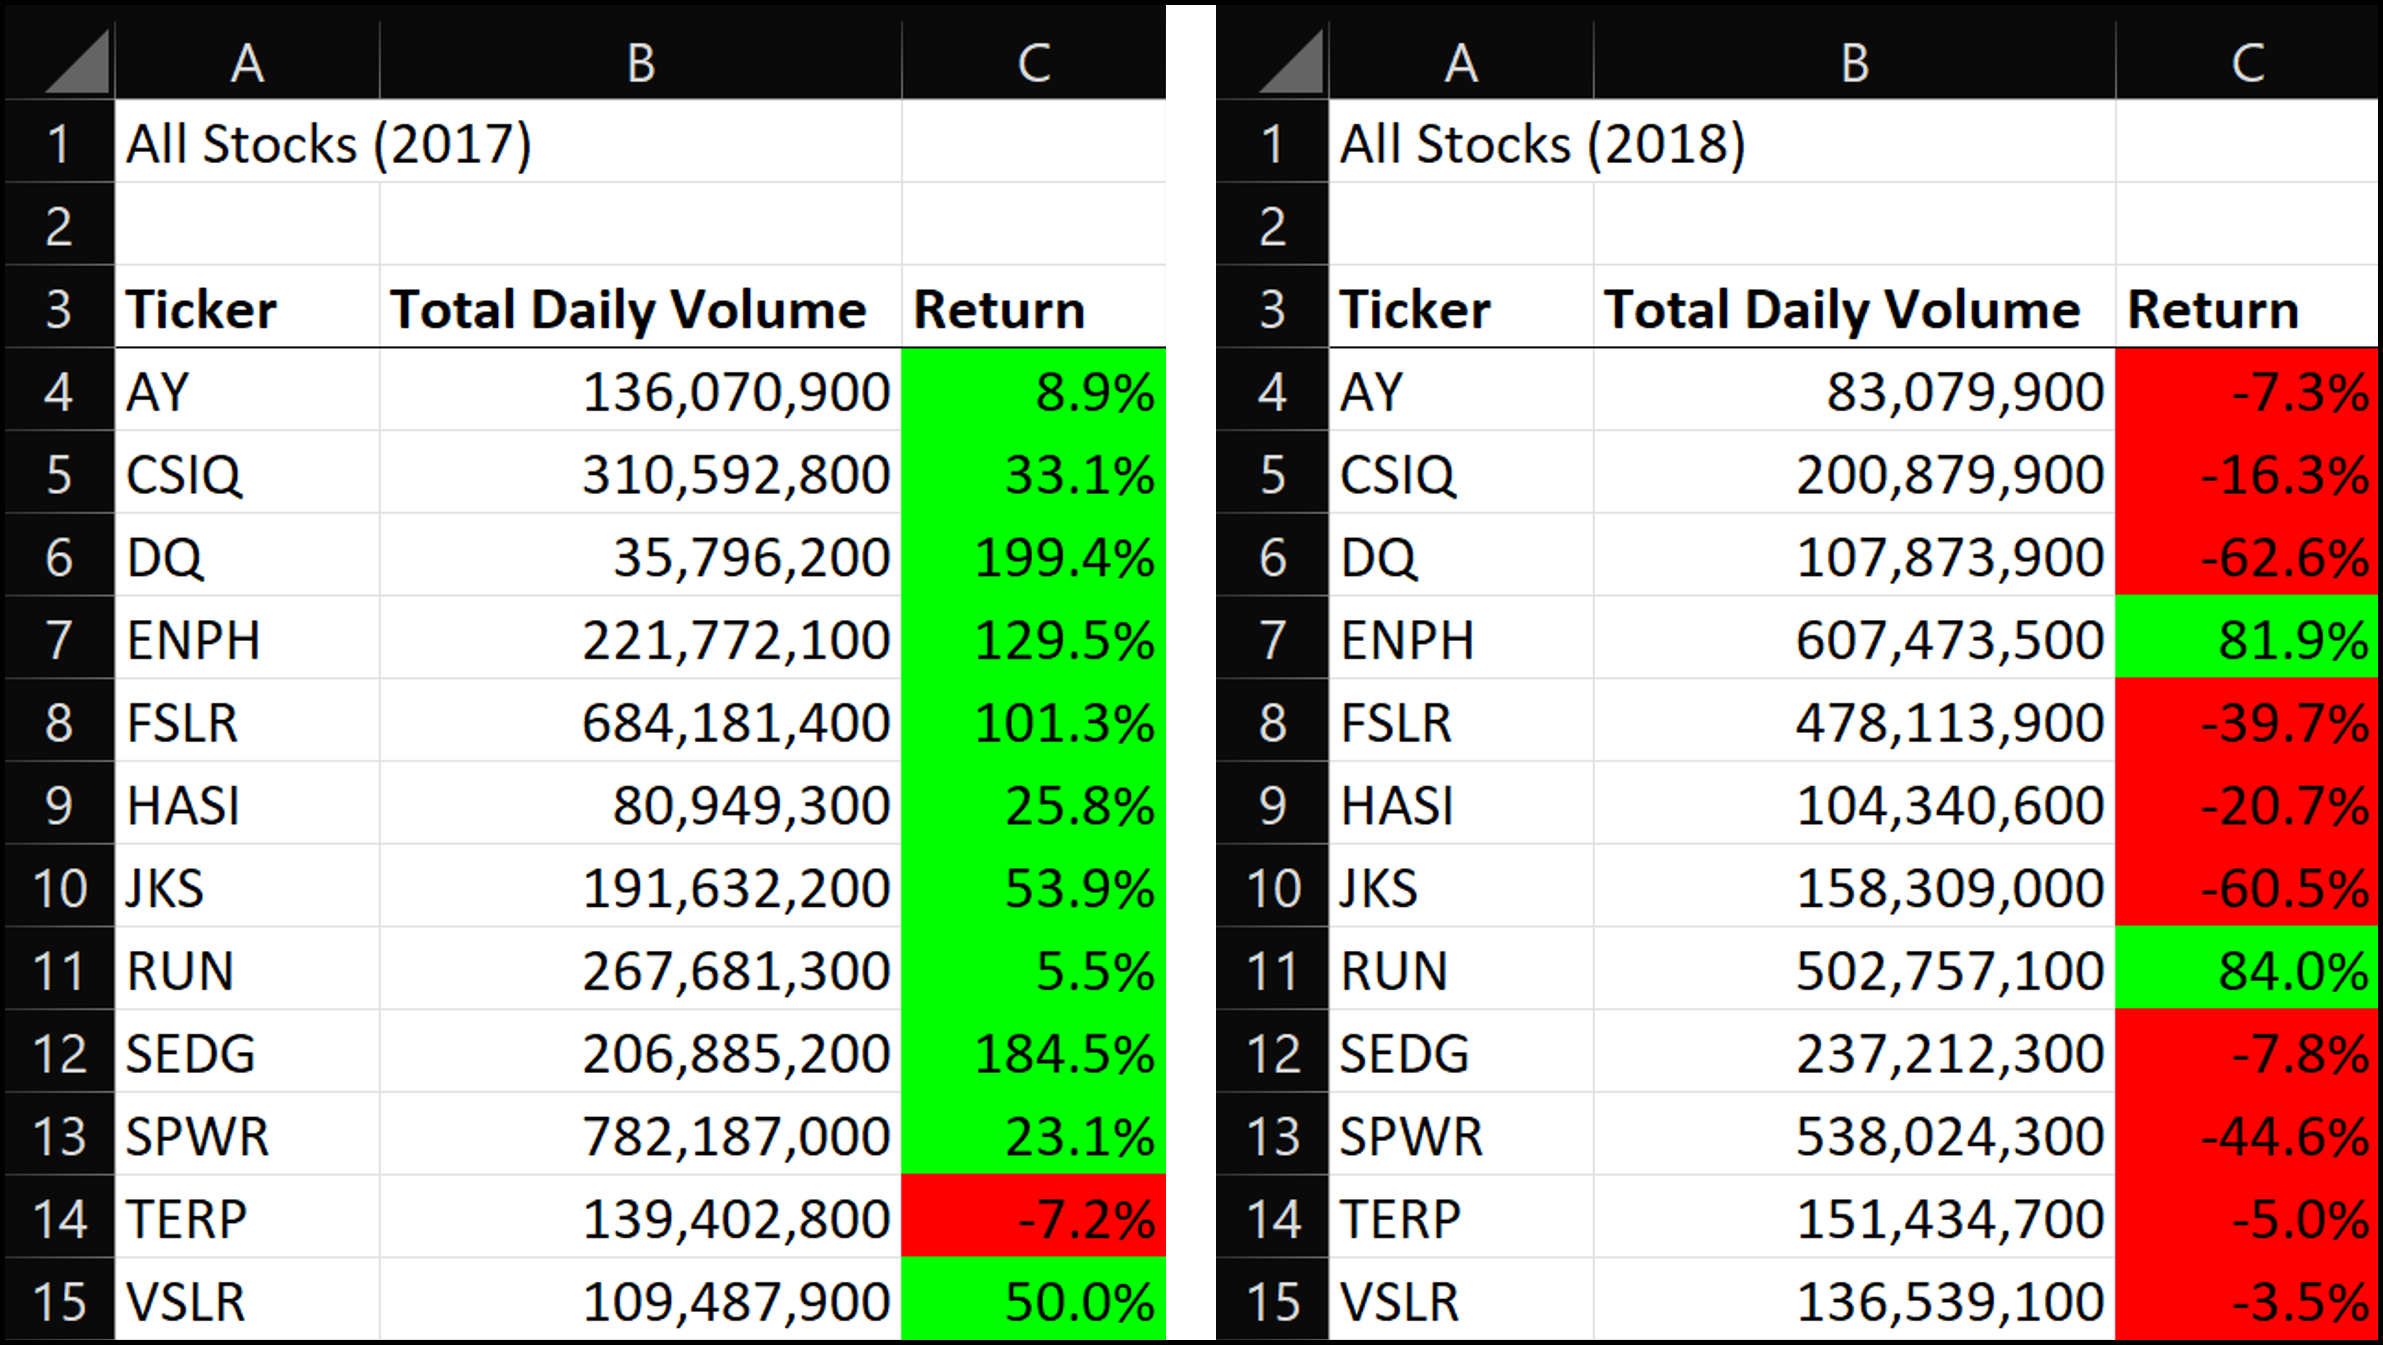 A B C
1 All Stocks (2017)
2
3 Ticker Total Daily Volume Return
4 AY 136,070,900 8.9%
5 CSIQ 310,592,800 33.1%
6 DQ 35,796,200 199.4%
7 ENPH 221,772,100 129.5%
8 FSLR 684,181,400 101.3%
9 HASI 80,949,300 25.8%
10 JKS 191,632,200 53.9%
11 RUN 267,681,300 5.5%
12 SEDG 206,885,200 184.5%
13 SPWR 782,187,000 23.1%
14 TERP 139,402,800 -7.2%
15 VSLR 109,487,900 50.0%
A B C
1 All Stocks (2018)
2
3 Ticker Total Daily Volume Return
4 AY 83,079,900 -7.3%
5 CSIQ 200,879,900 -16.3%
6 DQ 107,873,900 -62.6%
7 ENPH 607,473,500 81.9%
8 FSLR 478,113,900 -39.7%
9 HASI 104,340,600 -20.7%
10 JKS 158,309,000 -60.5%
11 RUN 502,757,100 84.0%
12 SEDG 237,212,300 -7.8%
13 SPWR 538,024,300 -44.6%
14 TERP 151,434,700 -5.0%
15 VSLR 136,539,100 -3.5%